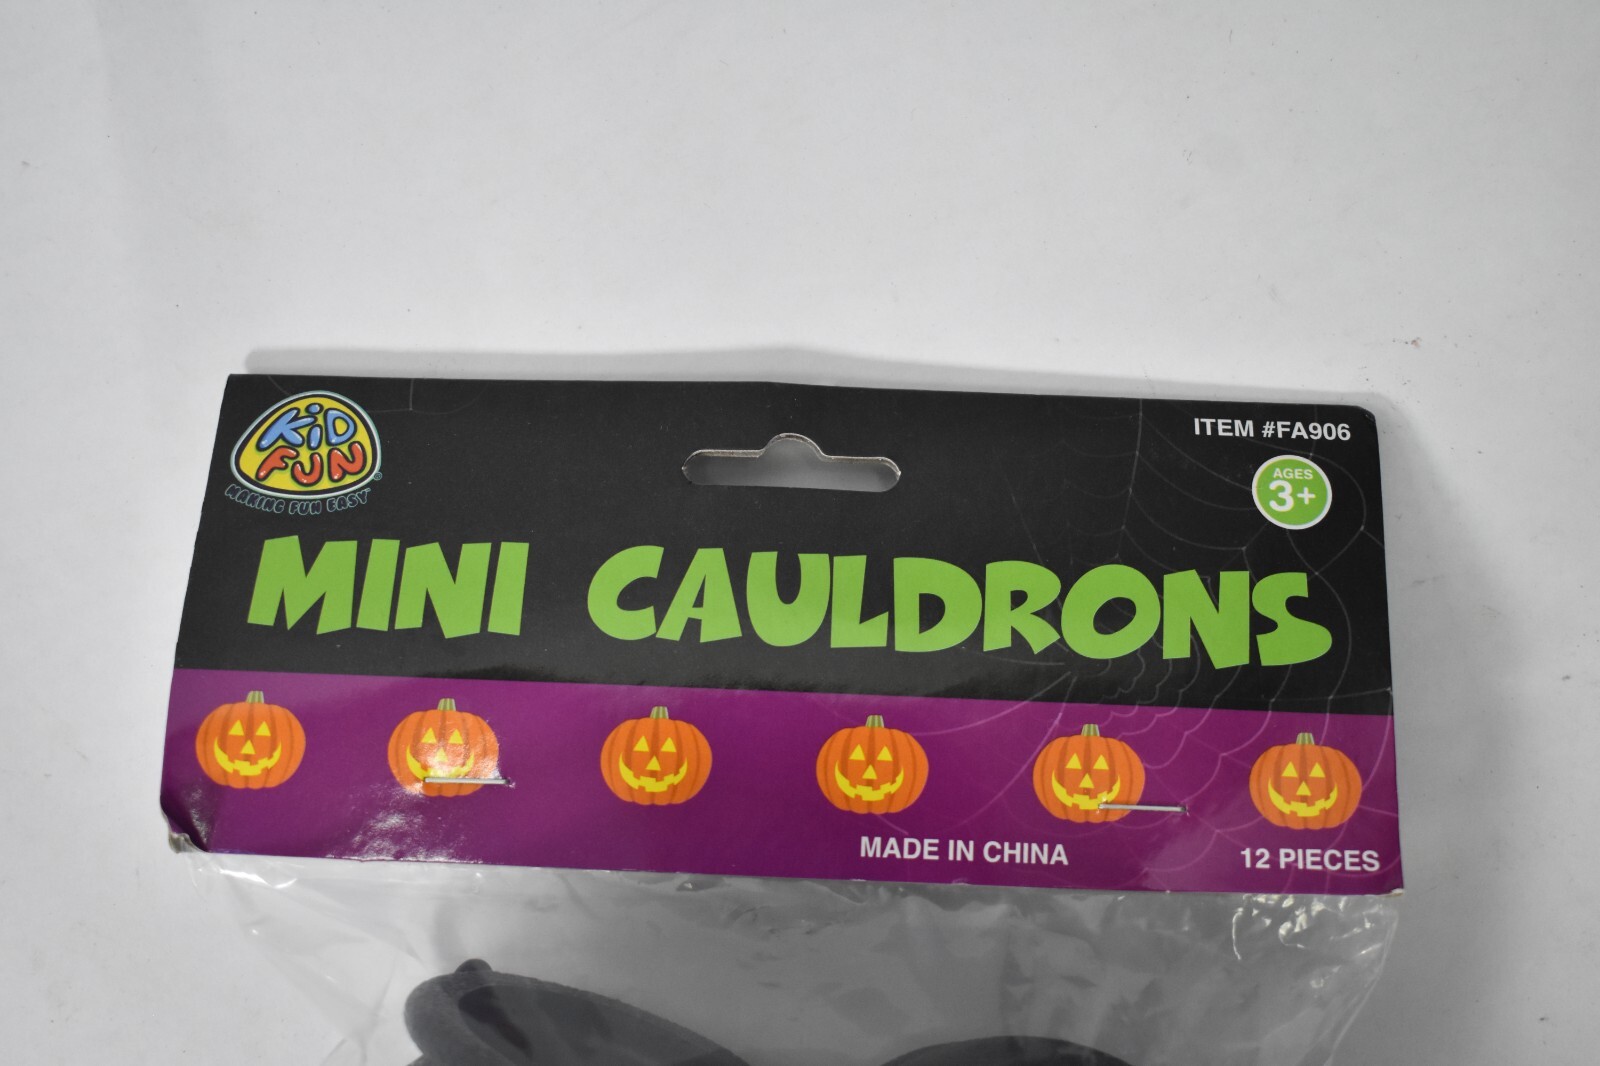 KID
FUN
MAKING FUN EASY
ITEM #FA906
AGES
3+
MINI CAULDRONS
MADE IN CHINA
12 PIECES